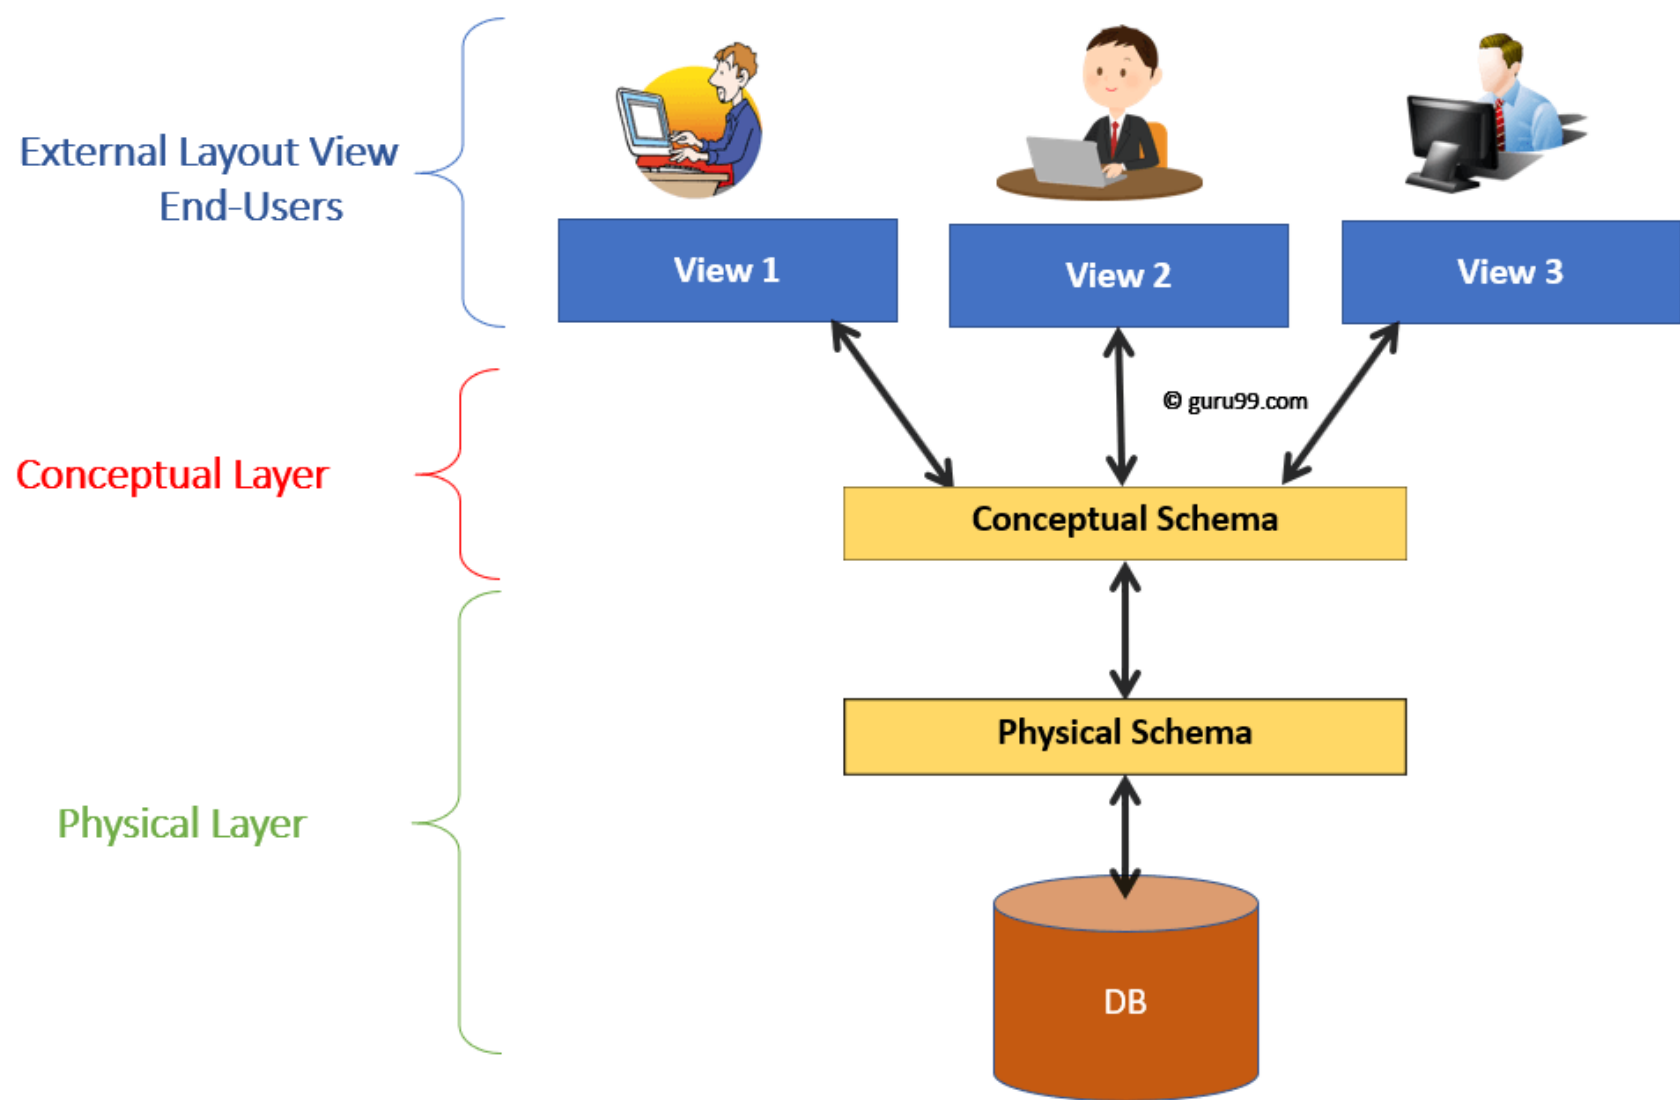 External Layout View
End-Users
View 1
View 2
View 3
© guru99.com
Conceptual Layer
Conceptual Schema
Physical Schema
Physical Layer
DB